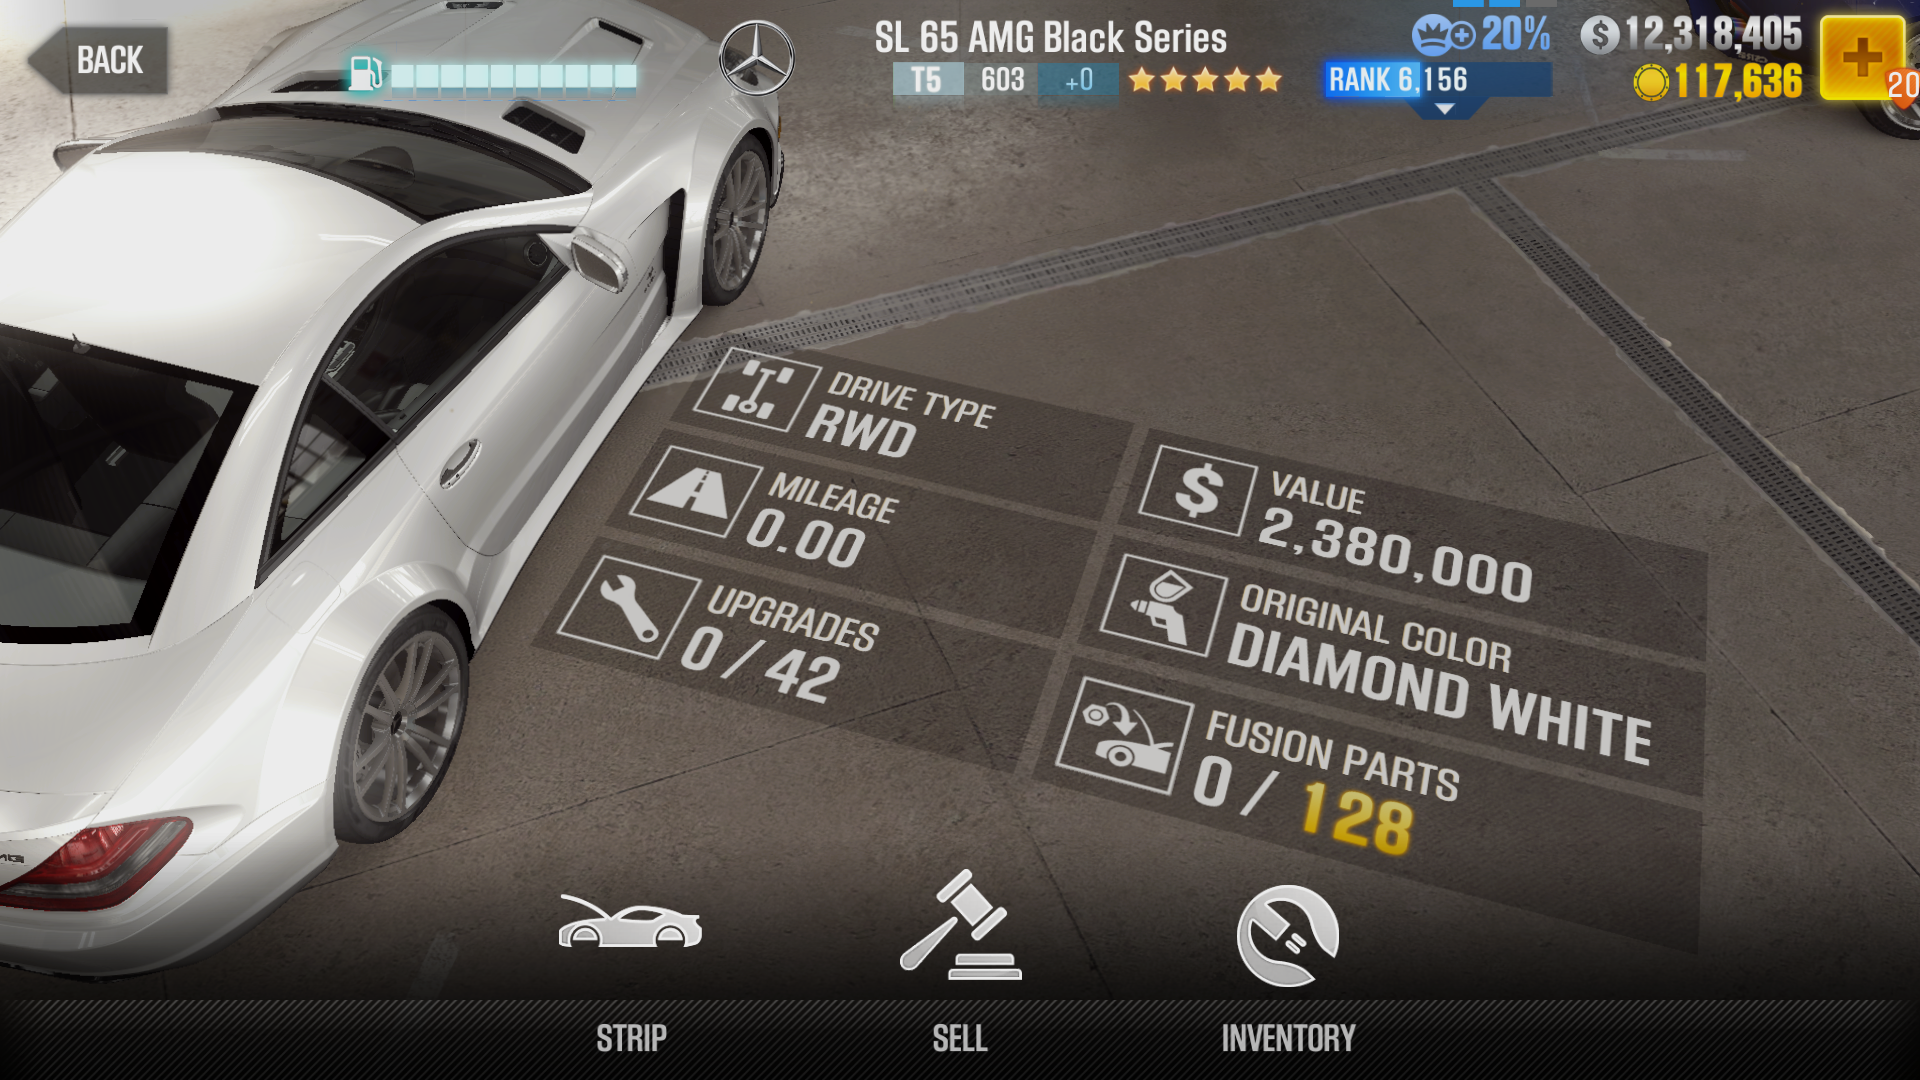 BACK
SL 65 AMG Black Series
T5 603 +0
20%
RANK 6,156
$ 12,318,405
117,636
20
DRIVE TYPE
RWD
MILEAGE
0.00
UPGRADES
0 / 42
$ VALUE
2,380,000
ORIGINAL COLOR
DIAMOND WHITE
FUSION PARTS
0 / 128
STRIP
SELL
INVENTORY